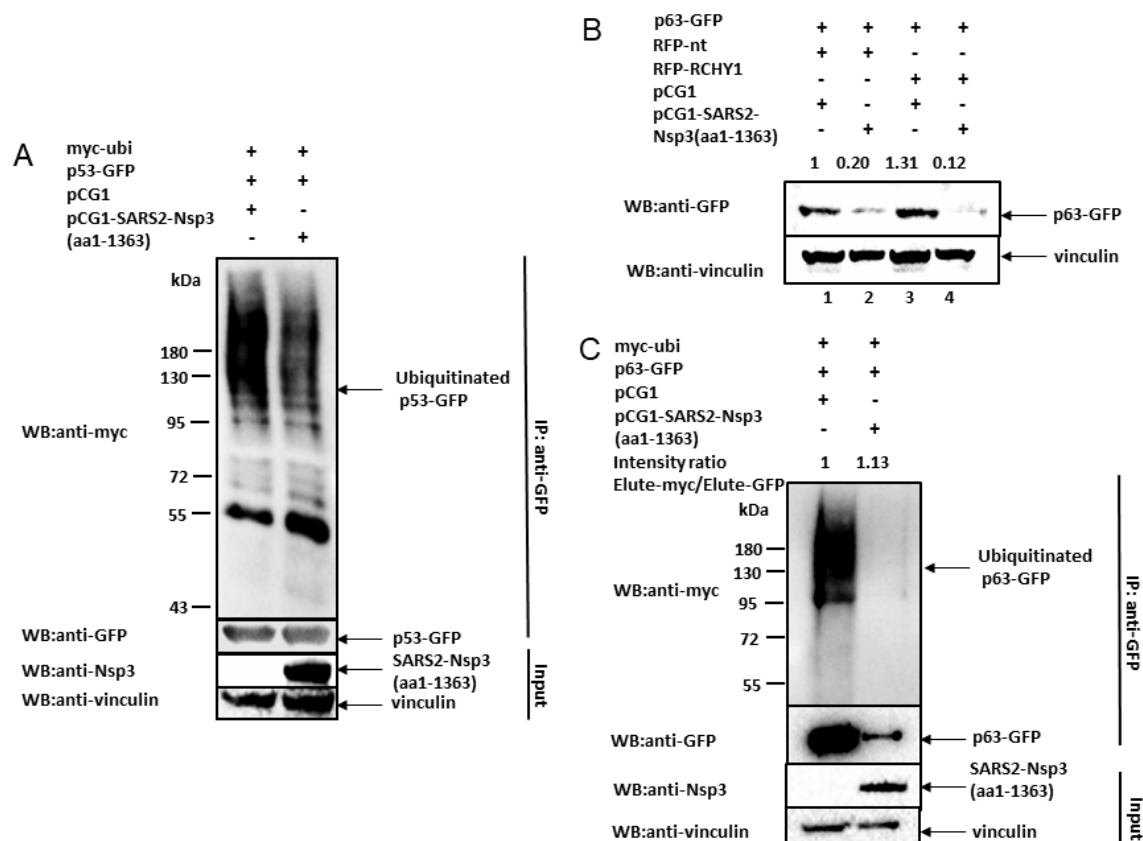 A
myc-ubi + +
p53-GFP + +
pCG1 + -
pCG1-SARS2-Nsp3
(aa1-1363) - +
kDa
180
130
95
72
55
43
WB:anti-myc
Ubiquitinated
p53-GFP
IP: anti-GFP
WB:anti-GFP
p53-GFP
WB:anti-Nsp3
SARS2-Nsp3
(aa1-1363)
WB:anti-vinculin
vinculin
Input
B
p63-GFP + + + +
RFP-nt + + - -
RFP-RCHY1 - - + +
pCG1 + - + -
pCG1-SARS2-
Nsp3(aa1-1363) - + - +
1 0.20 1.31 0.12
WB:anti-GFP
p63-GFP
WB:anti-vinculin
vinculin
1 2 3 4
C
myc-ubi + +
p63-GFP + +
pCG1 + -
pCG1-SARS2-Nsp3
(aa1-1363) - +
Intensity ratio 1 1.13
Elute-myc/Elute-GFP
kDa
180
130
95
72
55
WB:anti-myc
Ubiquitinated
p63-GFP
IP: anti-GFP
WB:anti-GFP
p63-GFP
WB:anti-Nsp3
SARS2-Nsp3
(aa1-1363)
WB:anti-vinculin
vinculin
Input